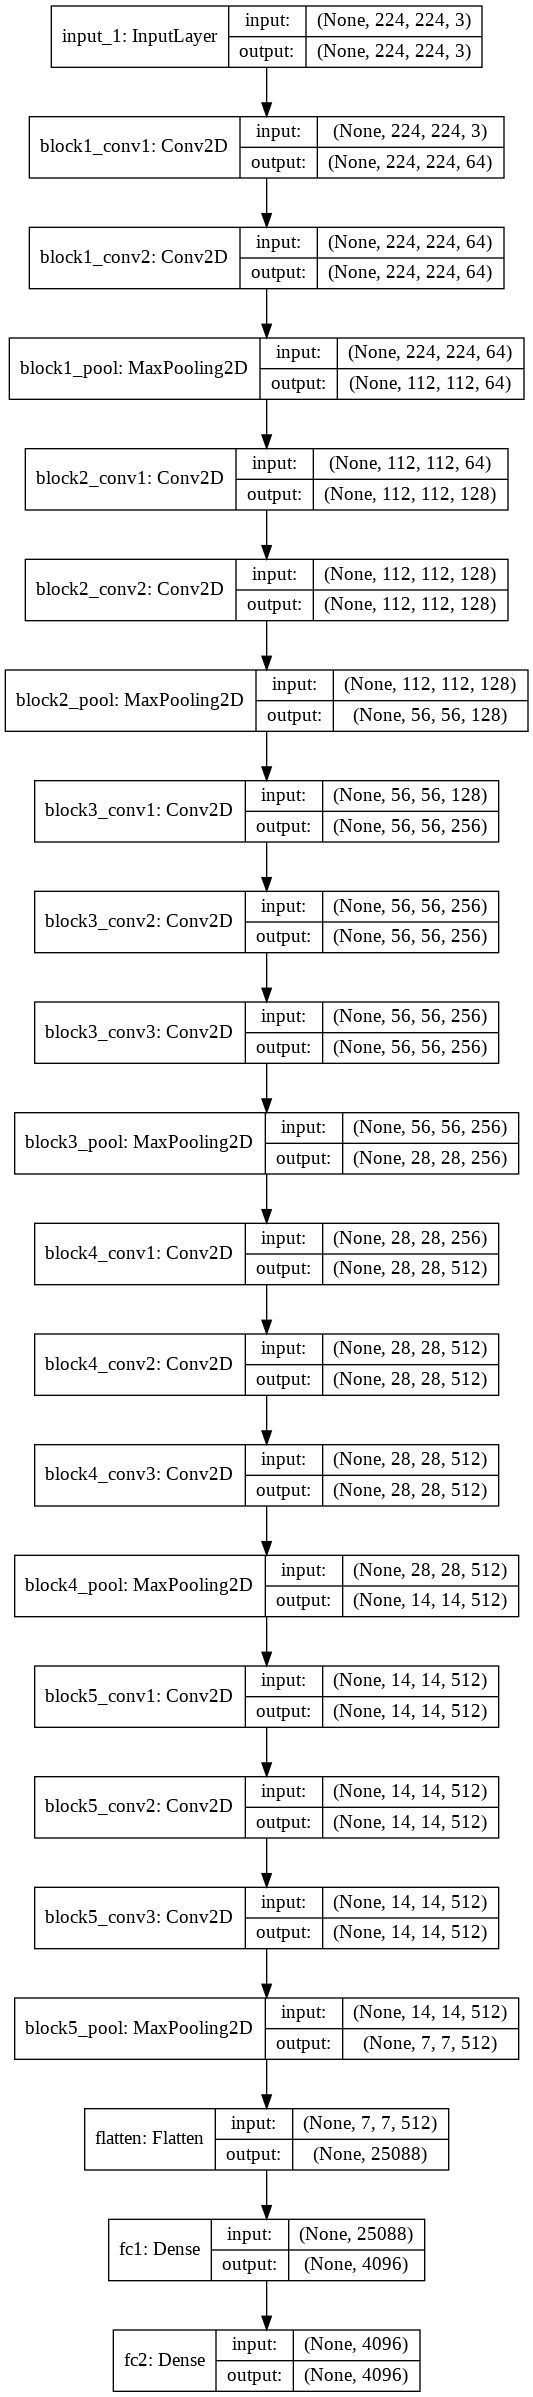 input_1: InputLayer
input: (None, 224, 224, 3)
output: (None, 224, 224, 3)
block1_conv1: Conv2D
input: (None, 224, 224, 3)
output: (None, 224, 224, 64)
block1_conv2: Conv2D
input: (None, 224, 224, 64)
output: (None, 224, 224, 64)
block1_pool: MaxPooling2D
input: (None, 224, 224, 64)
output: (None, 112, 112, 64)
block2_conv1: Conv2D
input: (None, 112, 112, 64)
output: (None, 112, 112, 128)
block2_conv2: Conv2D
input: (None, 112, 112, 128)
output: (None, 112, 112, 128)
block2_pool: MaxPooling2D
input: (None, 112, 112, 128)
output: (None, 56, 56, 128)
block3_conv1: Conv2D
input: (None, 56, 56, 128)
output: (None, 56, 56, 256)
block3_conv2: Conv2D
input: (None, 56, 56, 256)
output: (None, 56, 56, 256)
block3_conv3: Conv2D
input: (None, 56, 56, 256)
output: (None, 56, 56, 256)
block3_pool: MaxPooling2D
input: (None, 56, 56, 256)
output: (None, 28, 28, 256)
block4_conv1: Conv2D
input: (None, 28, 28, 256)
output: (None, 28, 28, 512)
block4_conv2: Conv2D
input: (None, 28, 28, 512)
output: (None, 28, 28, 512)
block4_conv3: Conv2D
input: (None, 28, 28, 512)
output: (None, 28, 28, 512)
block4_pool: MaxPooling2D
input: (None, 28, 28, 512)
output: (None, 14, 14, 512)
block5_conv1: Conv2D
input: (None, 14, 14, 512)
output: (None, 14, 14, 512)
block5_conv2: Conv2D
input: (None, 14, 14, 512)
output: (None, 14, 14, 512)
block5_conv3: Conv2D
input: (None, 14, 14, 512)
output: (None, 14, 14, 512)
block5_pool: MaxPooling2D
input: (None, 14, 14, 512)
output: (None, 7, 7, 512)
flatten: Flatten
input: (None, 7, 7, 512)
output: (None, 25088)
fc1: Dense
input: (None, 25088)
output: (None, 4096)
fc2: Dense
input: (None, 4096)
output: (None, 4096)